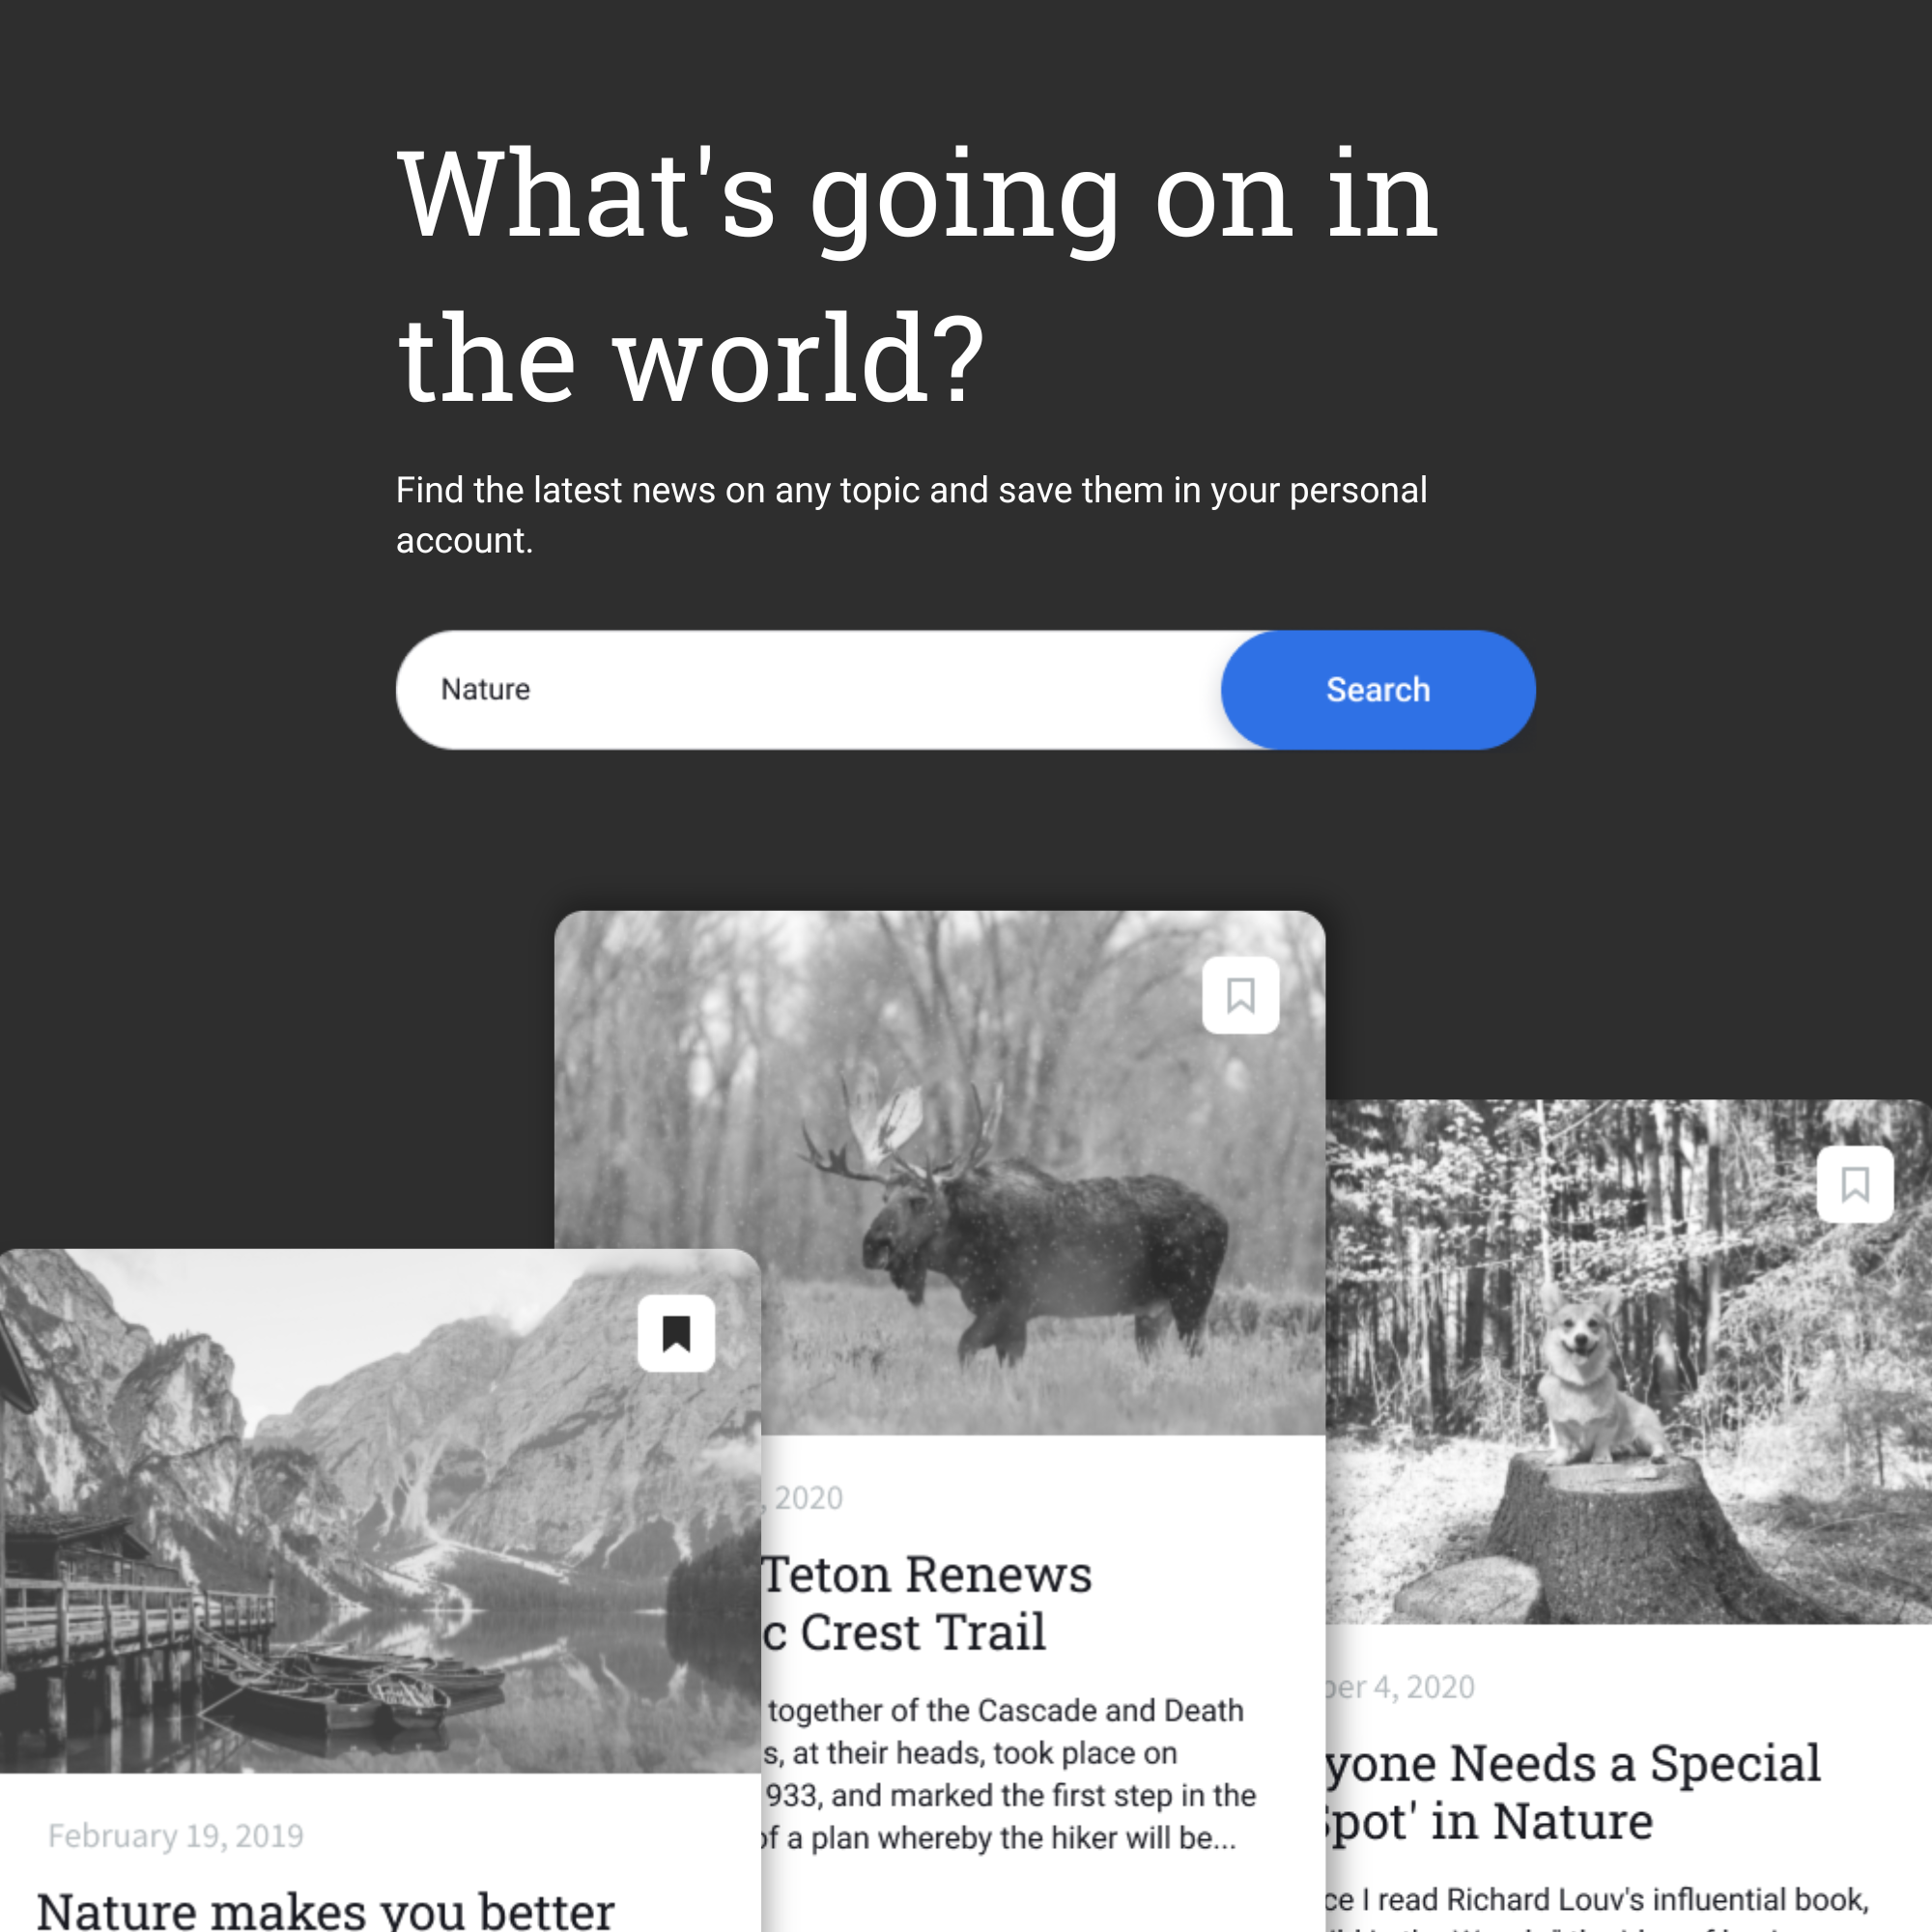 What's going on in
the world?
Find the latest news on any topic and save them in your personal
account.
Nature
Search
, 2020
Teton Renews
c Crest Trail
together of the Cascade and Death
s, at their heads, took place on
933, and marked the first step in the
of a plan whereby the hiker will be...
4, 2020
Needs a Special
Spot' in Nature
I read Richard Louv's influential book,
February 19, 2019
Nature makes you better